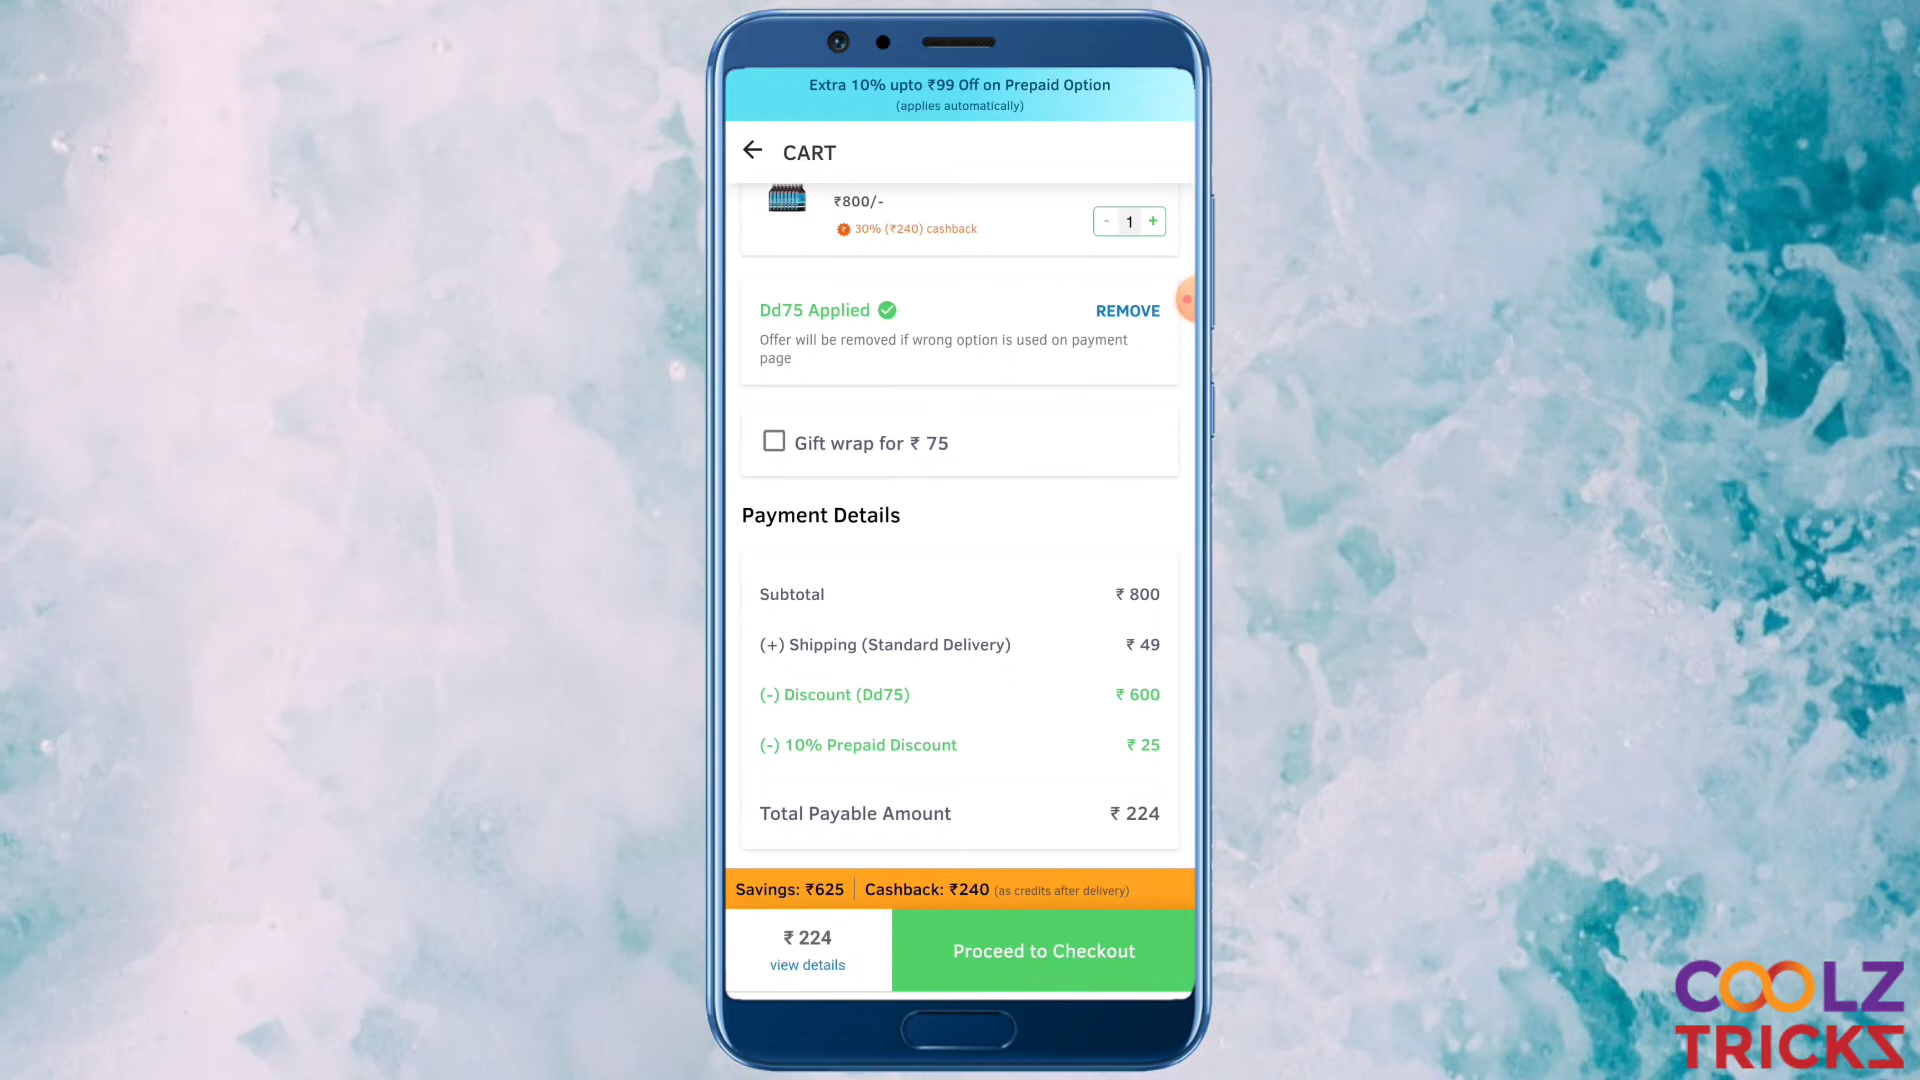 Extra 10% upto ₹99 Off on Prepaid Option
(applies automatically)
CART
₹800/-
30% (₹240) cashback
- 1 +
Dd75 Applied
REMOVE
Offer will be removed if wrong option is used on payment
page
Gift wrap for ₹ 75
Payment Details
Subtotal ₹ 800
(+) Shipping (Standard Delivery) ₹ 49
(-) Discount (Dd75) ₹ 600
(-) 10% Prepaid Discount ₹ 25
Total Payable Amount ₹ 224
Savings: ₹625 Cashback: ₹240 (as credits after delivery)
₹ 224
view details
Proceed to Checkout
COOLZ
TRICKS